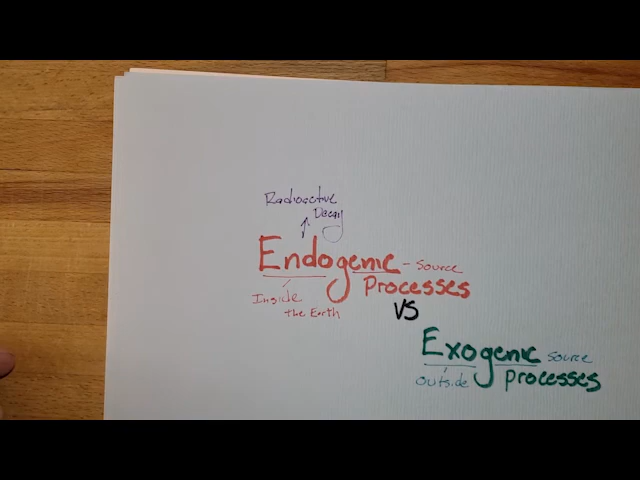 Radioactive
Decay
Endogenic - source
Processes
Inside
the Earth
VS
Exogenic source
outside processes